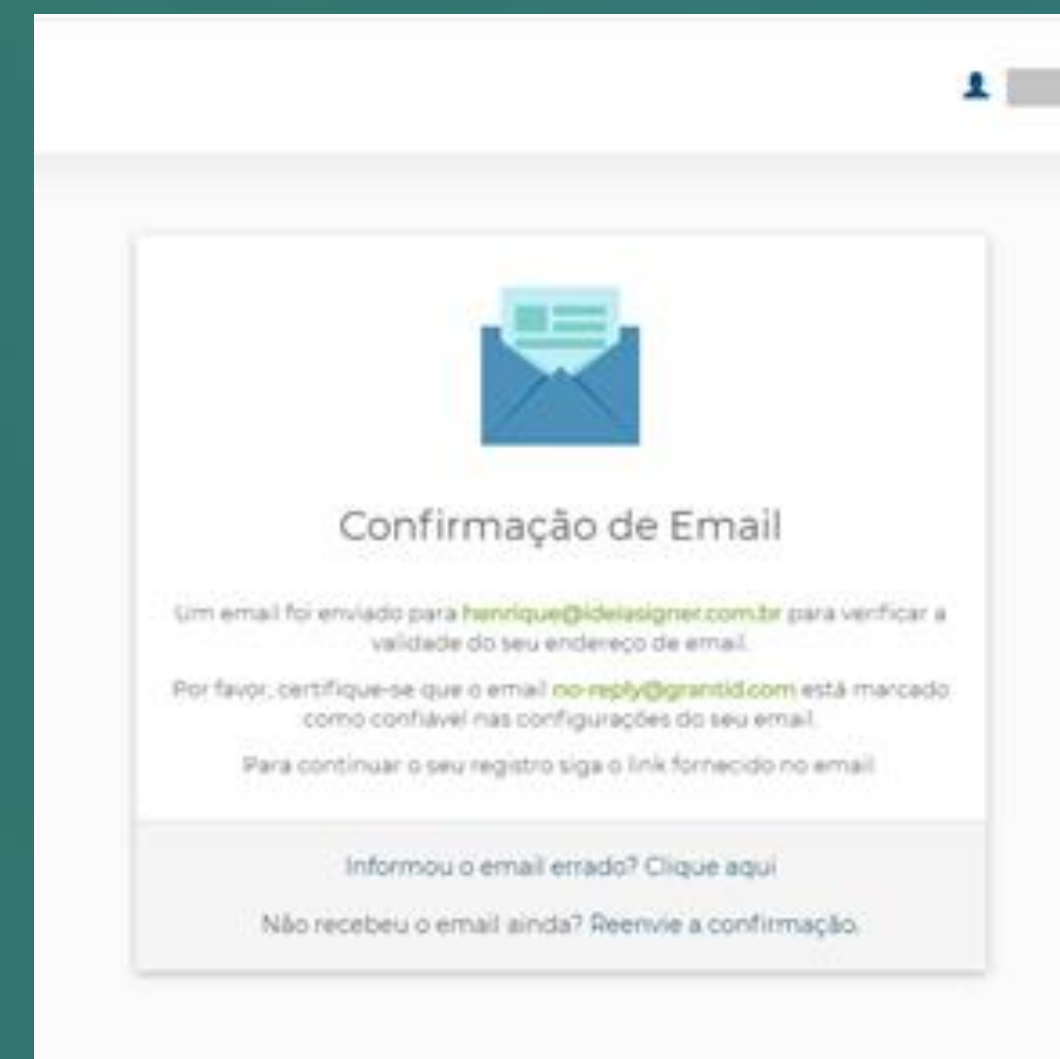 Confirmação de Email
Um email foi enviado para henrique@ideiasigner.com.br para verificar a
validade do seu endereço de email.
Por favor, certifique-se que o email no-reply@grantid.com está marcado
como confiável nas configurações do seu email.
Para continuar o seu registro siga o link fornecido no email
Informou o email errado? Clique aqui
Não recebeu o email ainda? Reenvie a confirmação.